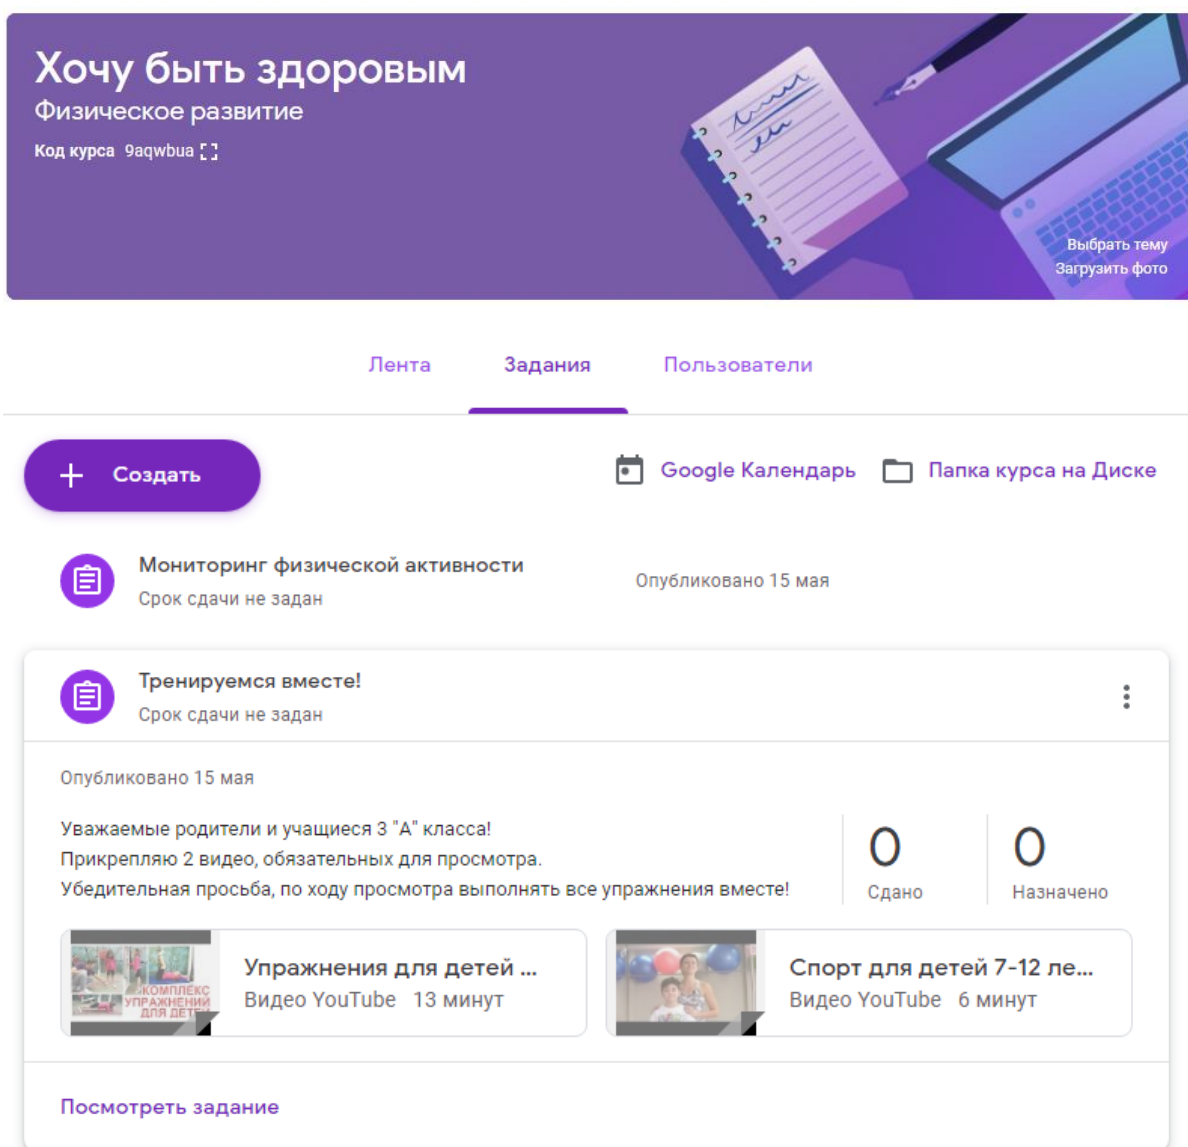 Хочу быть здоровым
Физическое развитие
Код курса 9aqwbua
Выбрать тему
Загрузить фото
Лента Задания Пользователи
Создать Google Календарь Папка курса на Диске
Мониторинг физической активности
Срок сдачи не задан
Опубликовано 15 мая
Тренируемся вместе!
Срок сдачи не задан
Опубликовано 15 мая
Уважаемые родители и учащиеся 3 "А" класса!
Прикрепляю 2 видео, обязательных для просмотра.
Убедительная просьба, по ходу просмотра выполнять все упражнения вместе!
0 0
Сдано Назначено
КОМПЛЕКС
УПРАЖНЕНИЙ
ДЛЯ ДЕТЕ
Упражнения для детей ...
Видео YouTube 13 минут
Спорт для детей 7-12 ле...
Видео YouTube 6 минут
Посмотреть задание